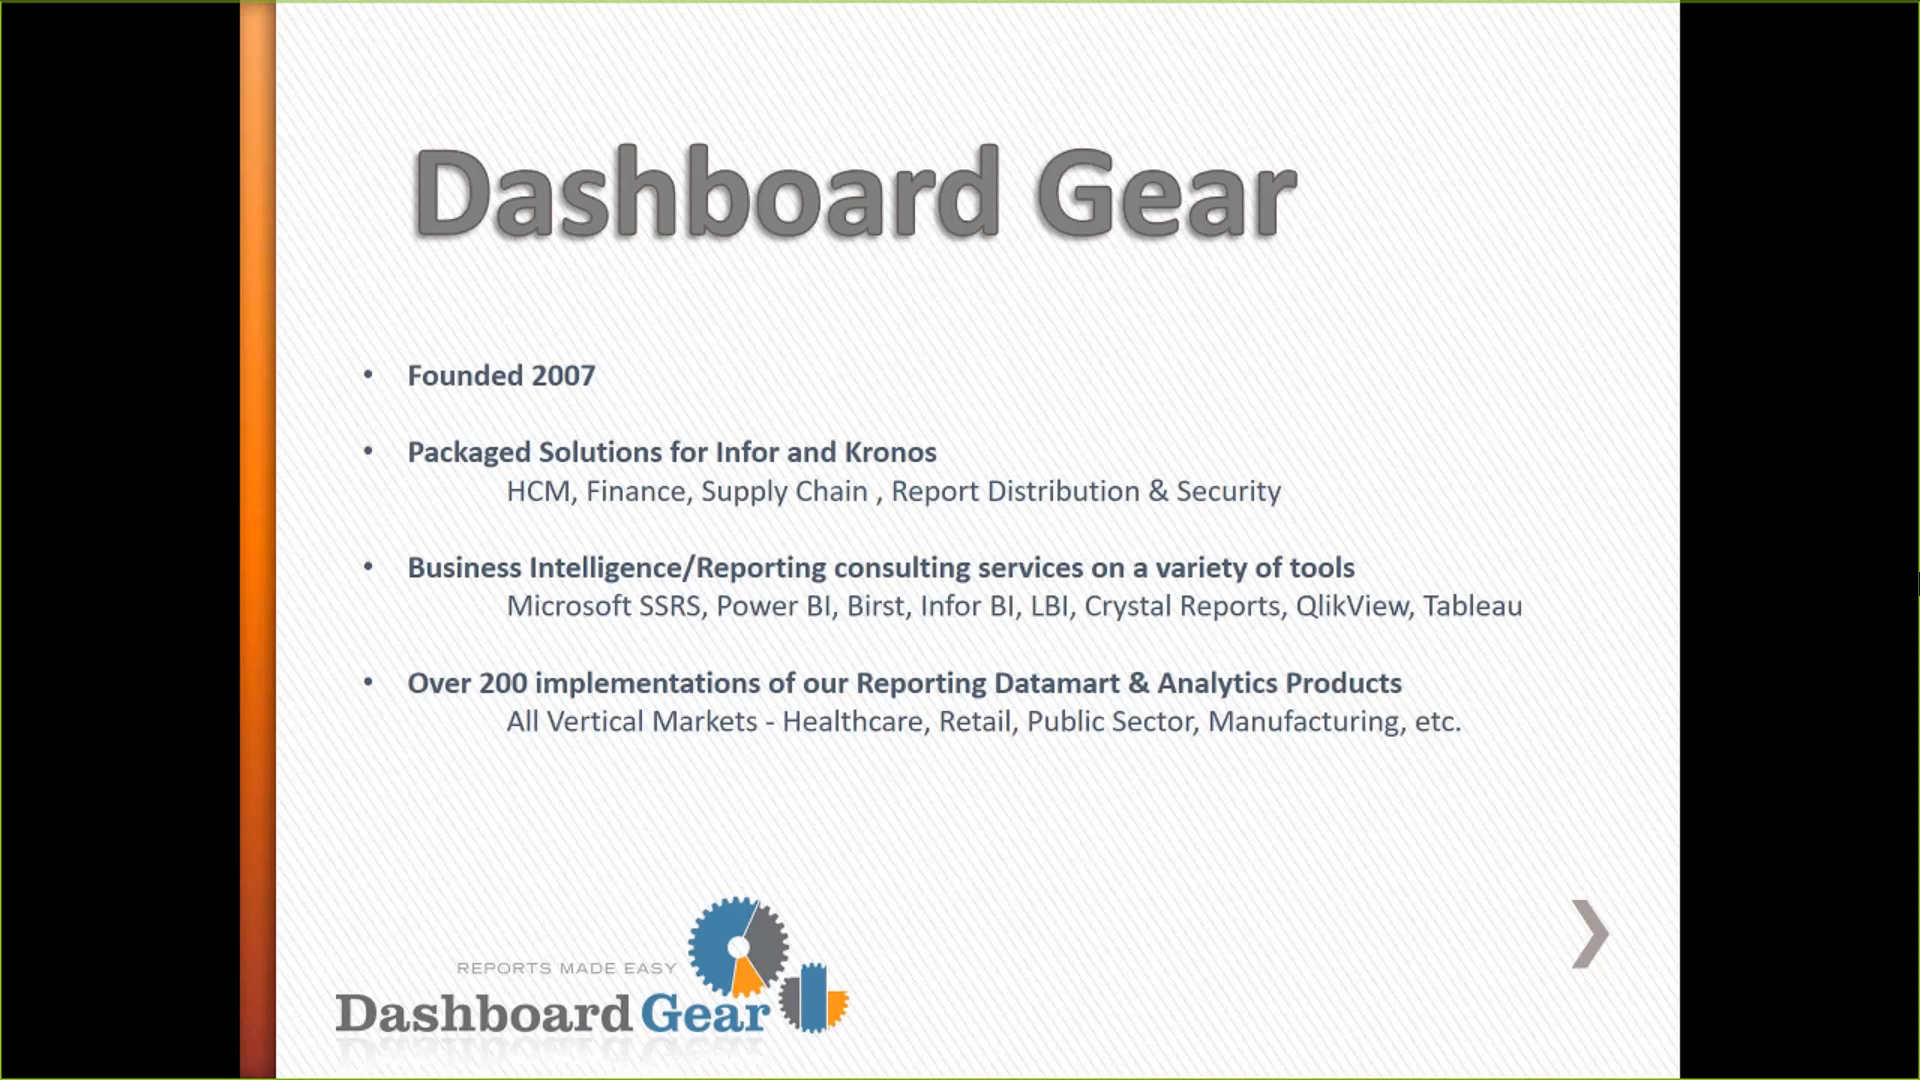 Dashboard Gear
• Founded 2007
• Packaged Solutions for Infor and Kronos
HCM, Finance, Supply Chain , Report Distribution & Security
• Business Intelligence/Reporting consulting services on a variety of tools
Microsoft SSRS, Power BI, Birst, Infor BI, LBI, Crystal Reports, QlikView, Tableau
• Over 200 implementations of our Reporting Datamart & Analytics Products
All Vertical Markets - Healthcare, Retail, Public Sector, Manufacturing, etc.
REPORTS MADE EASY
Dashboard Gear